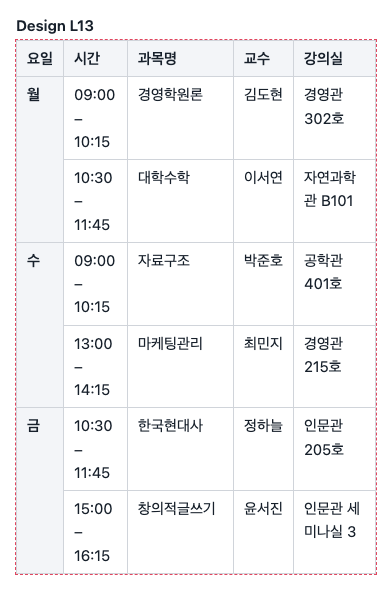 Design L13
요일 시간 과목명 교수 강의실
월 09:00 – 10:15 경영학원론 김도현 경영관 302호
10:30 – 11:45 대학수학 이서연 자연과학관 B101
수 09:00 – 10:15 자료구조 박준호 공학관 401호
13:00 – 14:15 마케팅관리 최민지 경영관 215호
금 10:30 – 11:45 한국현대사 정하늘 인문관 205호
15:00 – 16:15 창의적글쓰기 윤서진 인문관 세미나실 3